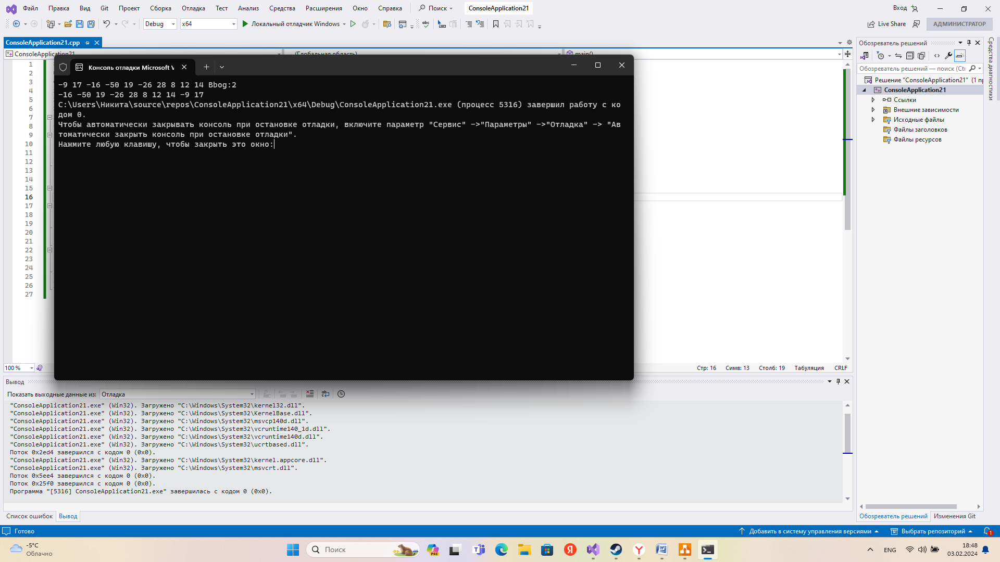 Файл Правка Вид Git Проект Сборка Отладка Тест Анализ Средства Расширения Окно Справка Поиск ConsoleApplication21 Вход
Debug x64 Локальный отладчик Windows Live Share АДМИНИСТРАТОР
ConsoleApplication21.cpp
ConsoleApplication21 (Глобальная область) main()
Консоль отладки Microsoft V
-9 17 -16 -50 19 -26 28 8 12 14 Bbog:2
-16 -50 19 -26 28 8 12 14 -9 17
C:\Users\Никита\source\repos\ConsoleApplication21\x64\Debug\ConsoleApplication21.exe (процесс 5316) завершил работу с ко
дом 0.
Чтобы автоматически закрывать консоль при остановке отладки, включите параметр "Сервис" ->"Параметры" ->"Отладка" -> "Ав
томатически закрыть консоль при остановке отладки".
Нажмите любую клавишу, чтобы закрыть это окно:
1
2
3
4
5
6
7
8
9
10
11
12
13
14
15
16
17
18
19
20
21
22
23
24
25
26
27
100 % Стр: 16 Симв: 13 Столб: 19 Табуляция CRLF
Обозреватель решений
Обозреватель решений — поиск (Ctr
Решение "ConsoleApplication21" (1 пр
ConsoleApplication21
Ссылки
Внешние зависимости
Исходные файлы
Файлы заголовков
Файлы ресурсов
Средства диагностики
Вывод
Показать выходные данные из: Отладка
"ConsoleApplication21.exe" (Win32). Загружено "C:\Windows\System32\kernel32.dll".
"ConsoleApplication21.exe" (Win32). Загружено "C:\Windows\System32\KernelBase.dll".
"ConsoleApplication21.exe" (Win32). Загружено "C:\Windows\System32\msvcp140d.dll".
"ConsoleApplication21.exe" (Win32). Загружено "C:\Windows\System32\vcruntime140_1d.dll".
"ConsoleApplication21.exe" (Win32). Загружено "C:\Windows\System32\vcruntime140d.dll".
"ConsoleApplication21.exe" (Win32). Загружено "C:\Windows\System32\ucrtbased.dll".
Поток 0x2ed4 завершился с кодом 0 (0x0).
"ConsoleApplication21.exe" (Win32). Загружено "C:\Windows\System32\kernel.appcore.dll".
"ConsoleApplication21.exe" (Win32). Загружено "C:\Windows\System32\msvcrt.dll".
Поток 0x5ee4 завершился с кодом 0 (0x0).
Поток 0x25f0 завершился с кодом 0 (0x0).
Программа "[5316] ConsoleApplication21.exe" завершилась с кодом 0 (0x0).
Список ошибок Вывод
Обозреватель решений Изменения Git
Готово Добавить в систему управления версиями Выбрать репозиторий 1
-5°C
Облачно
Поиск
PRE
ENG
18:48
03.02.2024